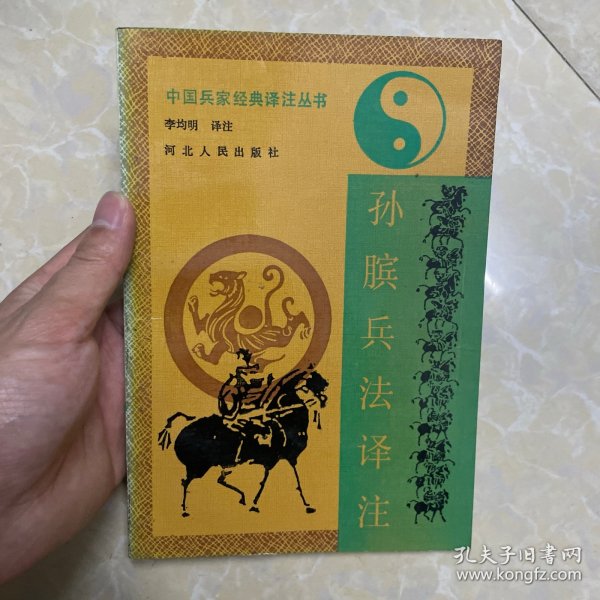 中国兵家经典译注丛书
李均明 译注
河北人民出版社
孙膑兵法译注
孔夫子旧书网
www.kongfz.com